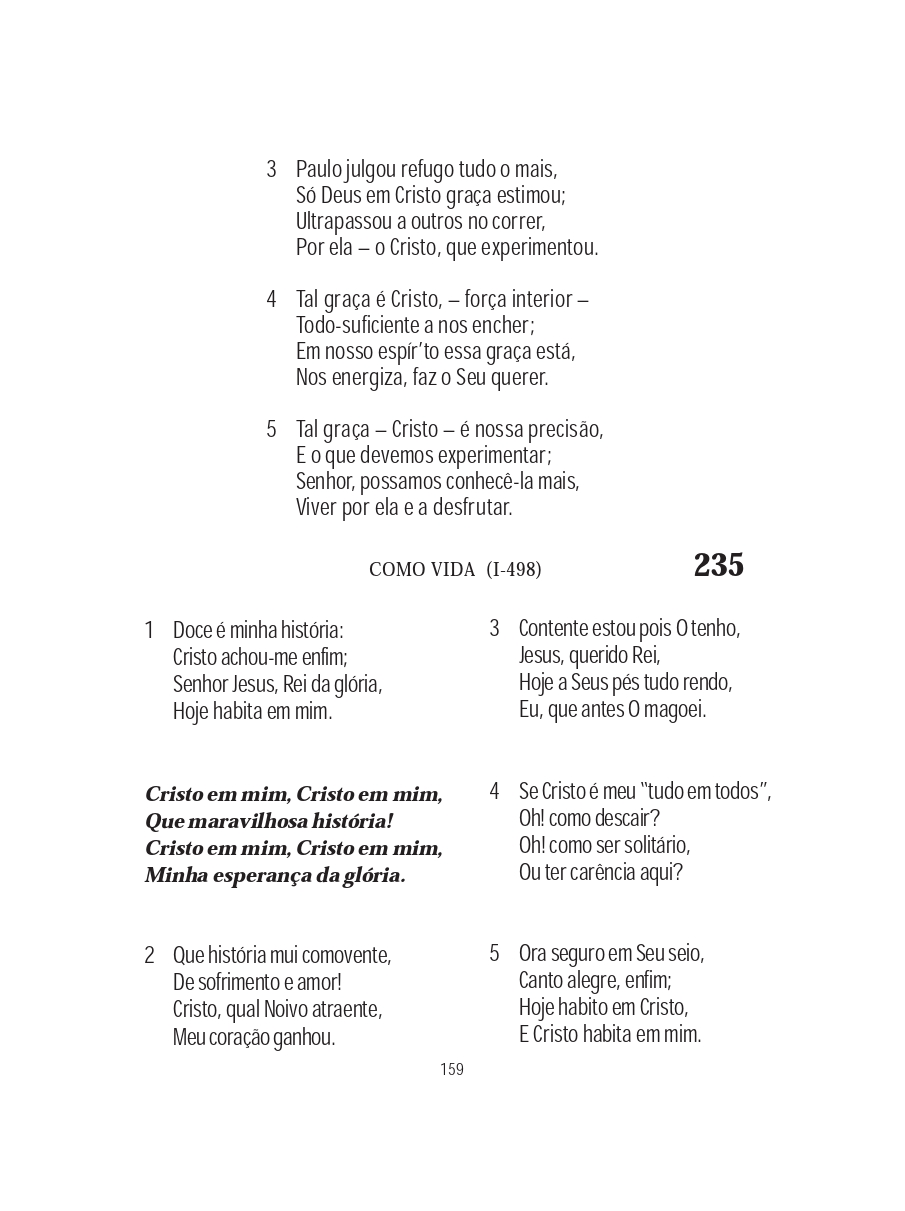 3 Paulo julgou refugo tudo o mais,
Só Deus em Cristo graça estimou;
Ultrapassou a outros no correr,
Por ela – o Cristo, que experimentou.
4 Tal graça é Cristo, – força interior –
Todo-suficiente a nos encher;
Em nosso espír’to essa graça está,
Nos energiza, faz o Seu querer.
5 Tal graça – Cristo – é nossa precisão,
E o que devemos experimentar;
Senhor, possamos conhecê-la mais,
Viver por ela e a desfrutar.
COMO VIDA (I-498) 235
1 Doce é minha história:
Cristo achou-me enfim;
Senhor Jesus, Rei da glória,
Hoje habita em mim.
Cristo em mim, Cristo em mim,
Que maravilhosa história!
Cristo em mim, Cristo em mim,
Minha esperança da glória.
2 Que história mui comovente,
De sofrimento e amor!
Cristo, qual Noivo atraente,
Meu coração ganhou.
3 Contente estou pois O tenho,
Jesus, querido Rei,
Hoje a Seus pés tudo rendo,
Eu, que antes O magoei.
4 Se Cristo é meu “tudo em todos”,
Oh! como descair?
Oh! como ser solitário,
Ou ter carência aqui?
5 Ora seguro em Seu seio,
Canto alegre, enfim;
Hoje habito em Cristo,
E Cristo habita em mim.
159